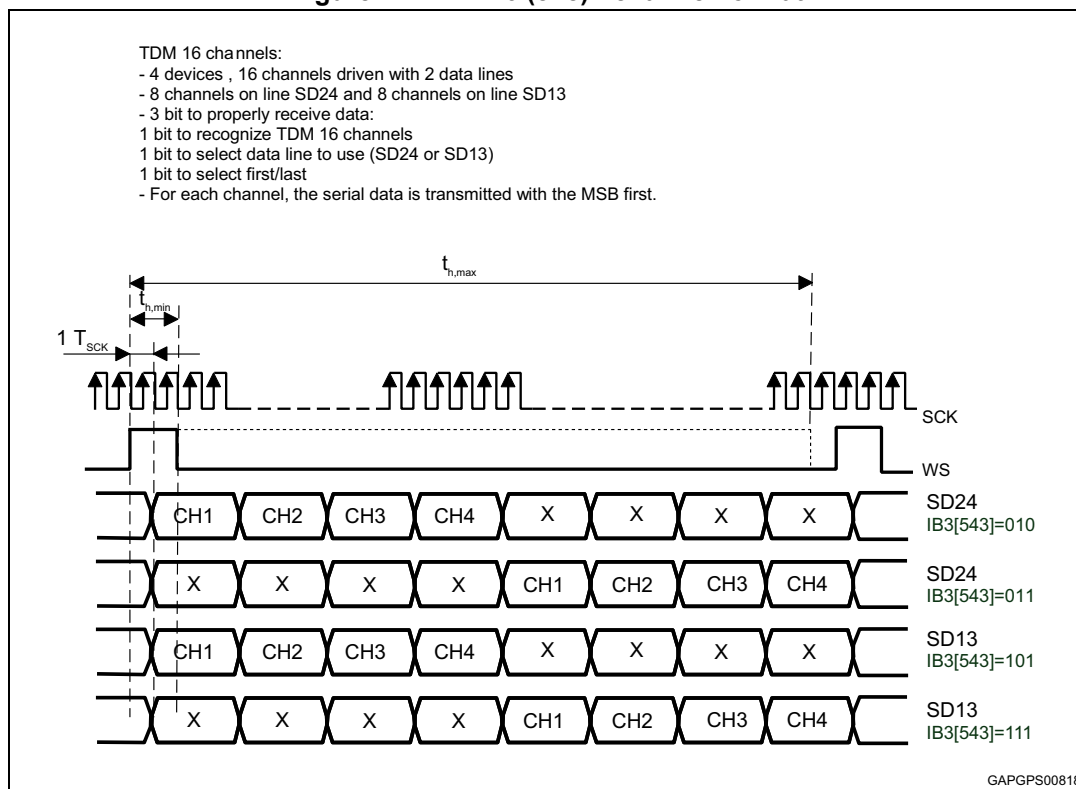 TDM 16 channels:
- 4 devices , 16 channels driven with 2 data lines
- 8 channels on line SD24 and 8 channels on line SD13
- 3 bit to properly receive data:
1 bit to recognize TDM 16 channels
1 bit to select data line to use (SD24 or SD13)
1 bit to select first/last
- For each channel, the serial data is transmitted with the MSB first.
th,max
th,min
1 TSCK
SCK
WS
CH1 CH2 CH3 CH4 X X X X SD24
IB3[543]=010
X X X X CH1 CH2 CH3 CH4 SD24
IB3[543]=011
CH1 CH2 CH3 CH4 X X X X SD13
IB3[543]=101
X X X X CH1 CH2 CH3 CH4 SD13
IB3[543]=111
GAPGPS00818